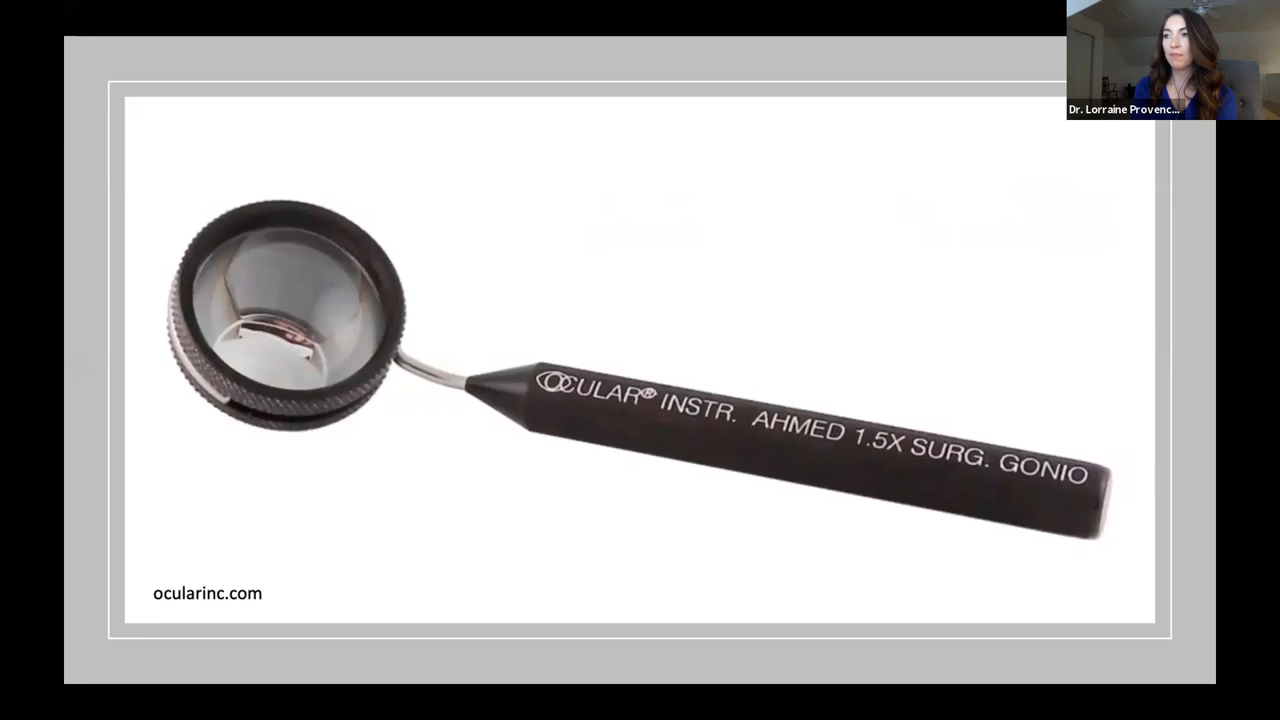 Dr. Lorraine Provenc...
OCULAR® INSTR. AHMED 1.5X SURG. GONIO
ocularinc.com